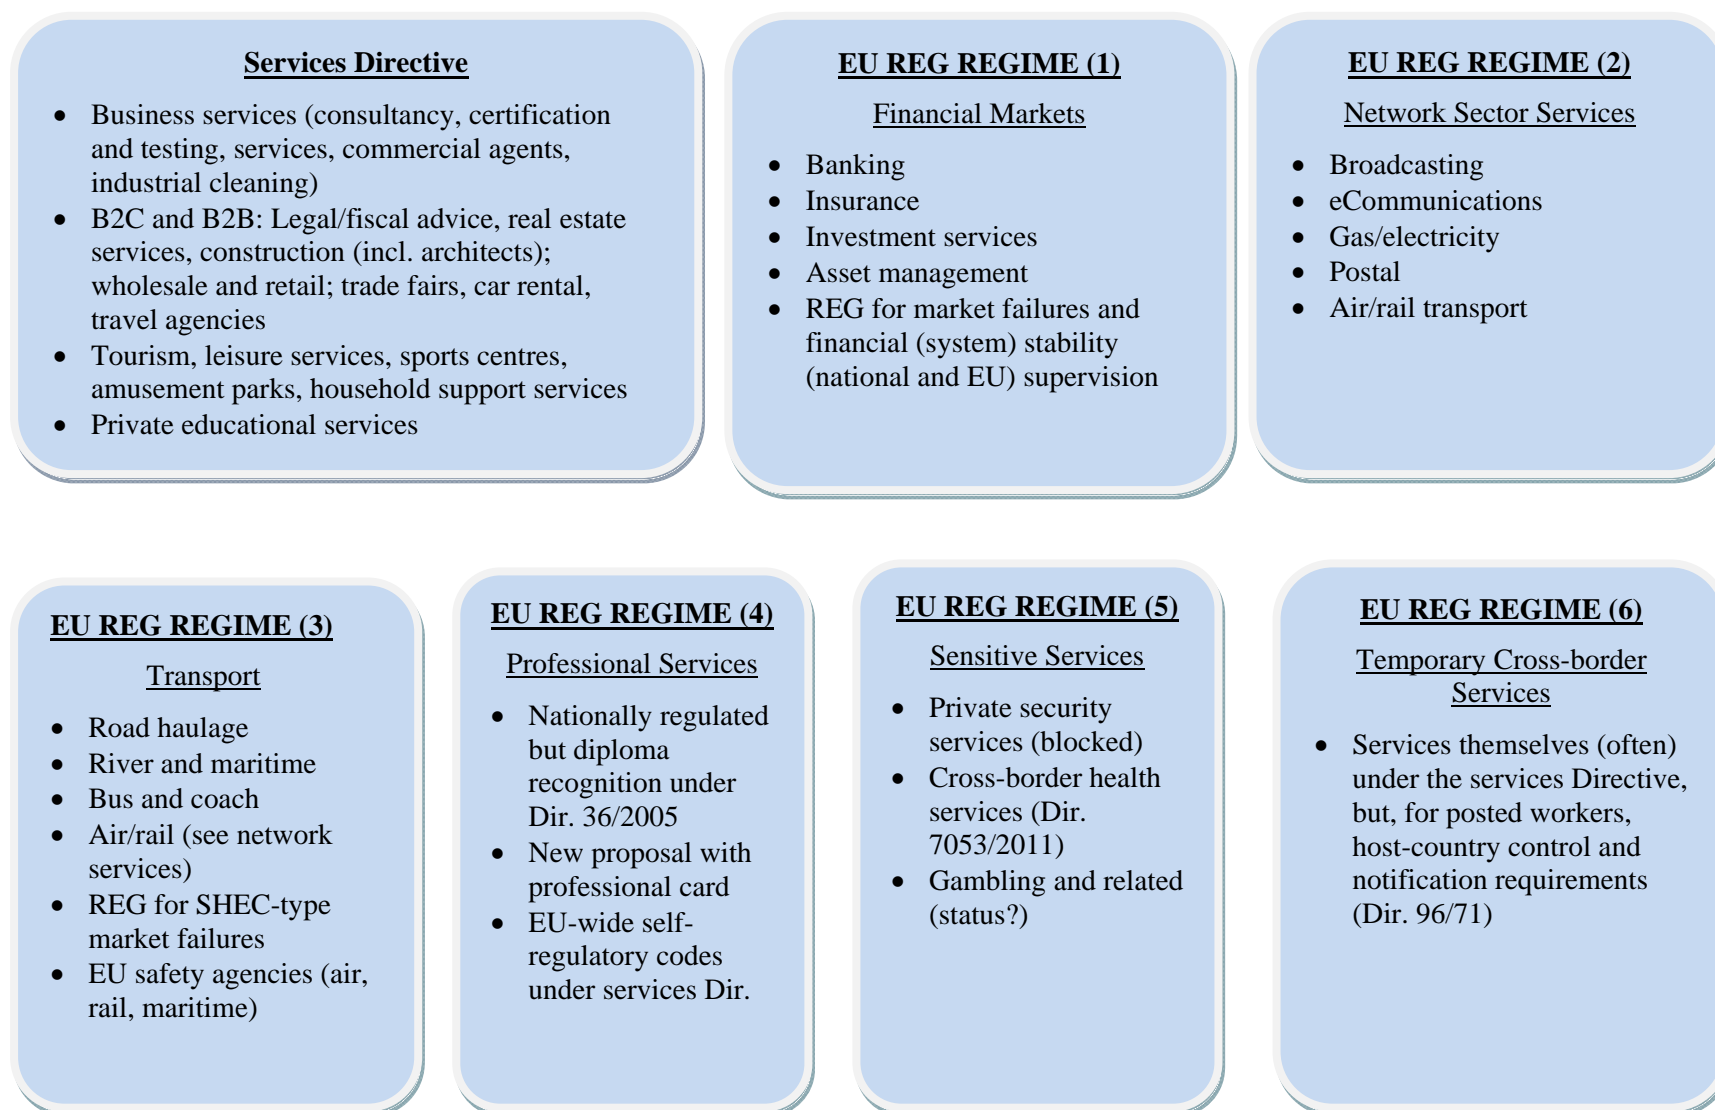 Services Directive
• Business services (consultancy, certification
and testing, services, commercial agents,
industrial cleaning)
• B2C and B2B: Legal/fiscal advice, real estate
services, construction (incl. architects);
wholesale and retail; trade fairs, car rental,
travel agencies
• Tourism, leisure services, sports centres,
amusement parks, household support services
• Private educational services
EU REG REGIME (1)
Financial Markets
• Banking
• Insurance
• Investment services
• Asset management
• REG for market failures and
financial (system) stability
(national and EU) supervision
EU REG REGIME (2)
Network Sector Services
• Broadcasting
• eCommunications
• Gas/electricity
• Postal
• Air/rail transport
EU REG REGIME (3)
Transport
• Road haulage
• River and maritime
• Bus and coach
• Air/rail (see network
services)
• REG for SHEC-type
market failures
• EU safety agencies (air,
rail, maritime)
EU REG REGIME (4)
Professional Services
• Nationally regulated
but diploma
recognition under
Dir. 36/2005
• New proposal with
professional card
• EU-wide self-
regulatory codes
under services Dir.
EU REG REGIME (5)
Sensitive Services
• Private security
services (blocked)
• Cross-border health
services (Dir.
7053/2011)
• Gambling and related
(status?)
EU REG REGIME (6)
Temporary Cross-border
Services
• Services themselves (often)
under the services Directive,
but, for posted workers,
host-country control and
notification requirements
(Dir. 96/71)